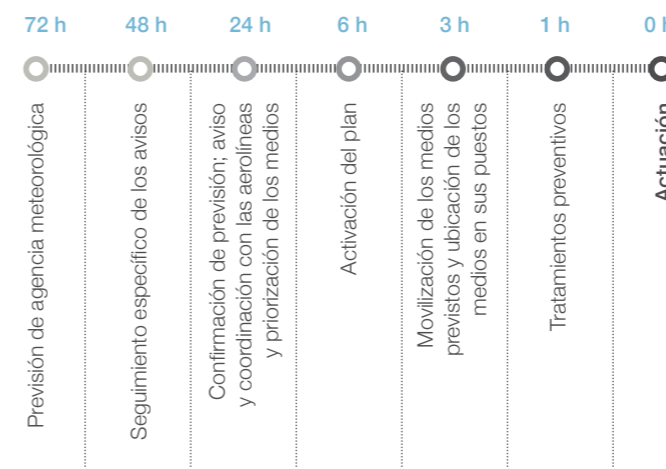 72 h
48 h
24 h
6 h
3 h
1 h
0 h
Previsión de agencia meteorológica
Seguimiento específico de los avisos
Confirmación de previsión; aviso
y coordinación con las aerolíneas
y priorización de los medios
Activación del plan
Movilización de los medios
previstos y ubicación de los
medios en sus puestos
Tratamientos preventivos
Actuación